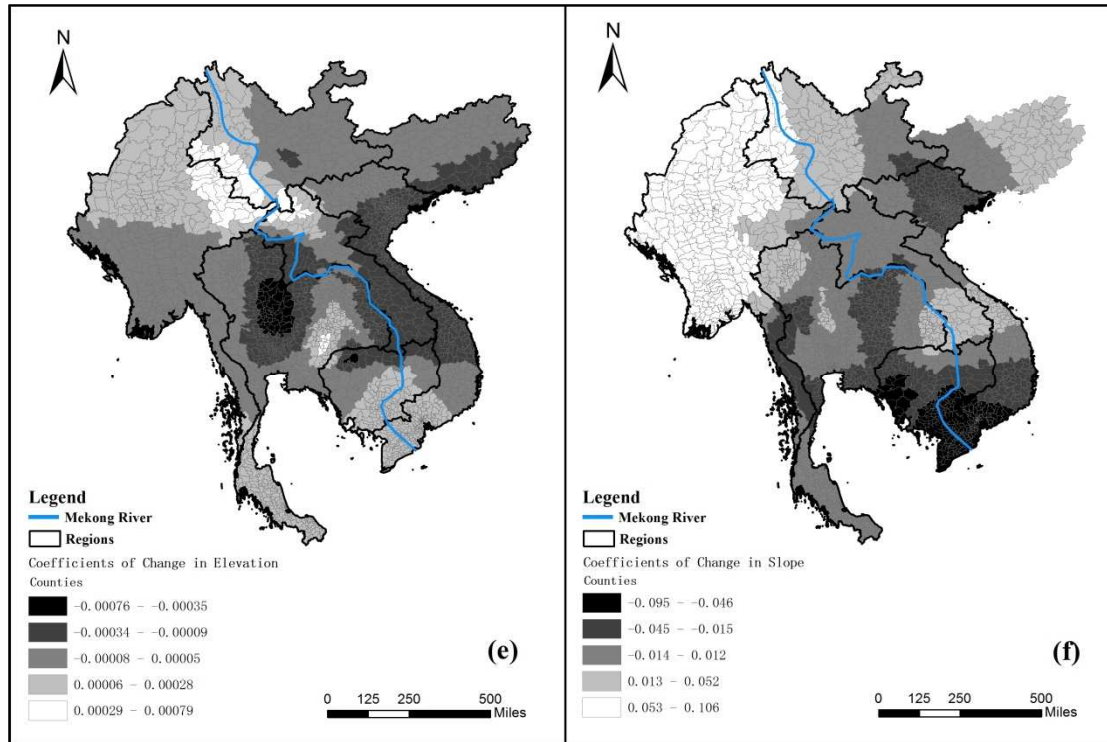 N
Legend
Mekong River
Regions
Coefficients of Change in Elevation
Counties
-0.00076 - -0.00035
-0.00034 - -0.00009
-0.00008 - 0.00005
0.00006 - 0.00028
0.00029 - 0.00079
(e)
0 125 250 500
Miles
N
Legend
Mekong River
Regions
Coefficients of Change in Slope
Counties
-0.095 - -0.046
-0.045 - -0.015
-0.014 - 0.012
0.013 - 0.052
0.053 - 0.106
(f)
0 125 250 500
Miles